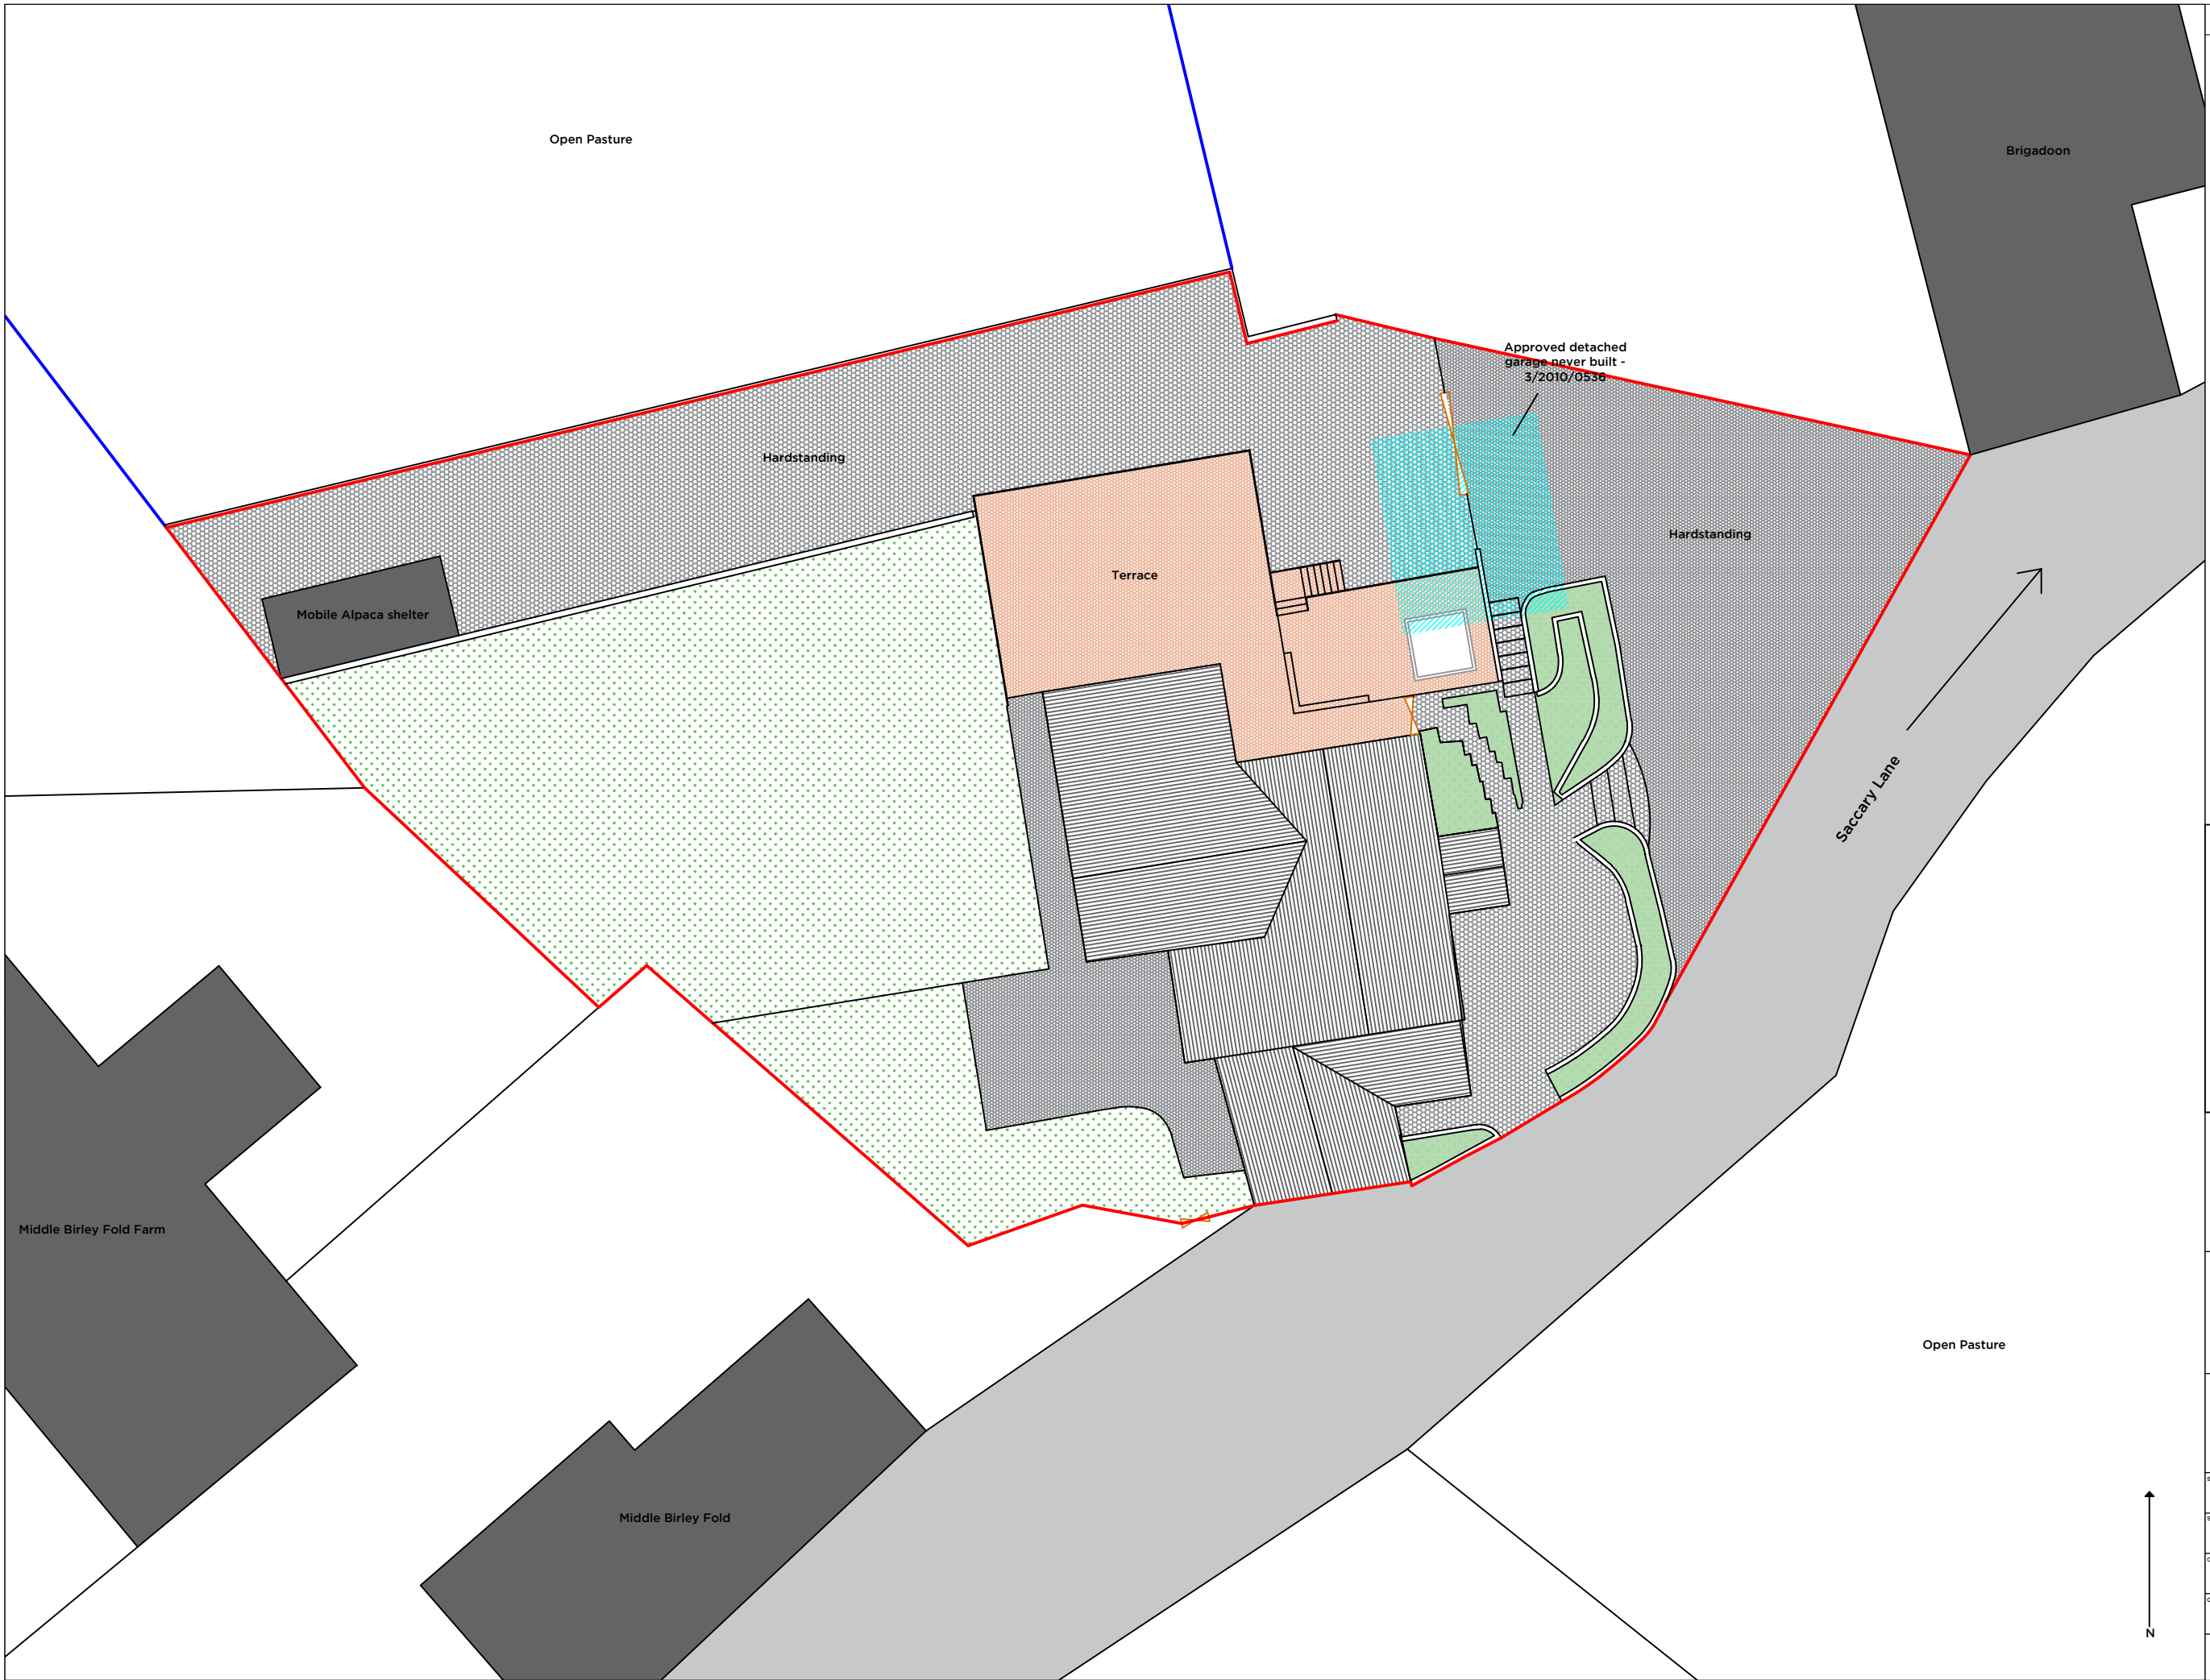 Open Pasture
Brigadoon
Approved detached
garage never built -
3/2010/0536
Hardstanding
Hardstanding
Terrace
Mobile Alpaca shelter
Saccary Lane
Middle Birley Fold Farm
Open Pasture
Middle Birley Fold
N